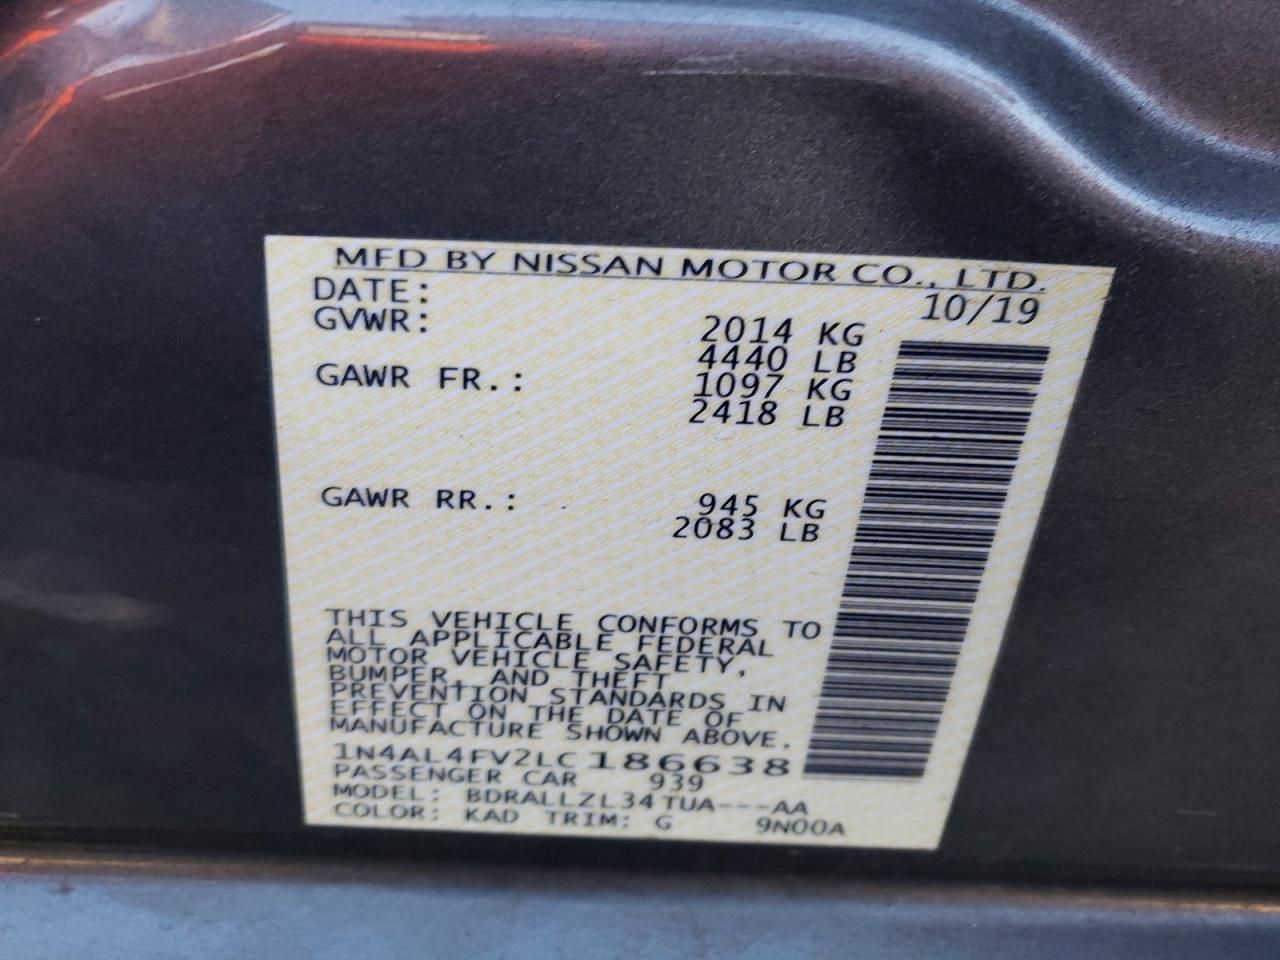 MFD BY NISSAN MOTOR CO., LTD.
DATE: 10/19
GVWR: 2014 KG
4440 LB
GAWR FR.: 1097 KG
2418 LB
GAWR RR.: 945 KG
2083 LB
THIS VEHICLE CONFORMS TO
ALL APPLICABLE FEDERAL
MOTOR VEHICLE SAFETY,
BUMPER, AND THEFT
PREVENTION STANDARDS IN
EFFECT ON THE DATE OF
MANUFACTURE SHOWN ABOVE.
1N4AL4FV2LC186638
PASSENGER CAR 939
MODEL: BDRALLZL34TUA---AA
COLOR: KAD TRIM: G 9N00A